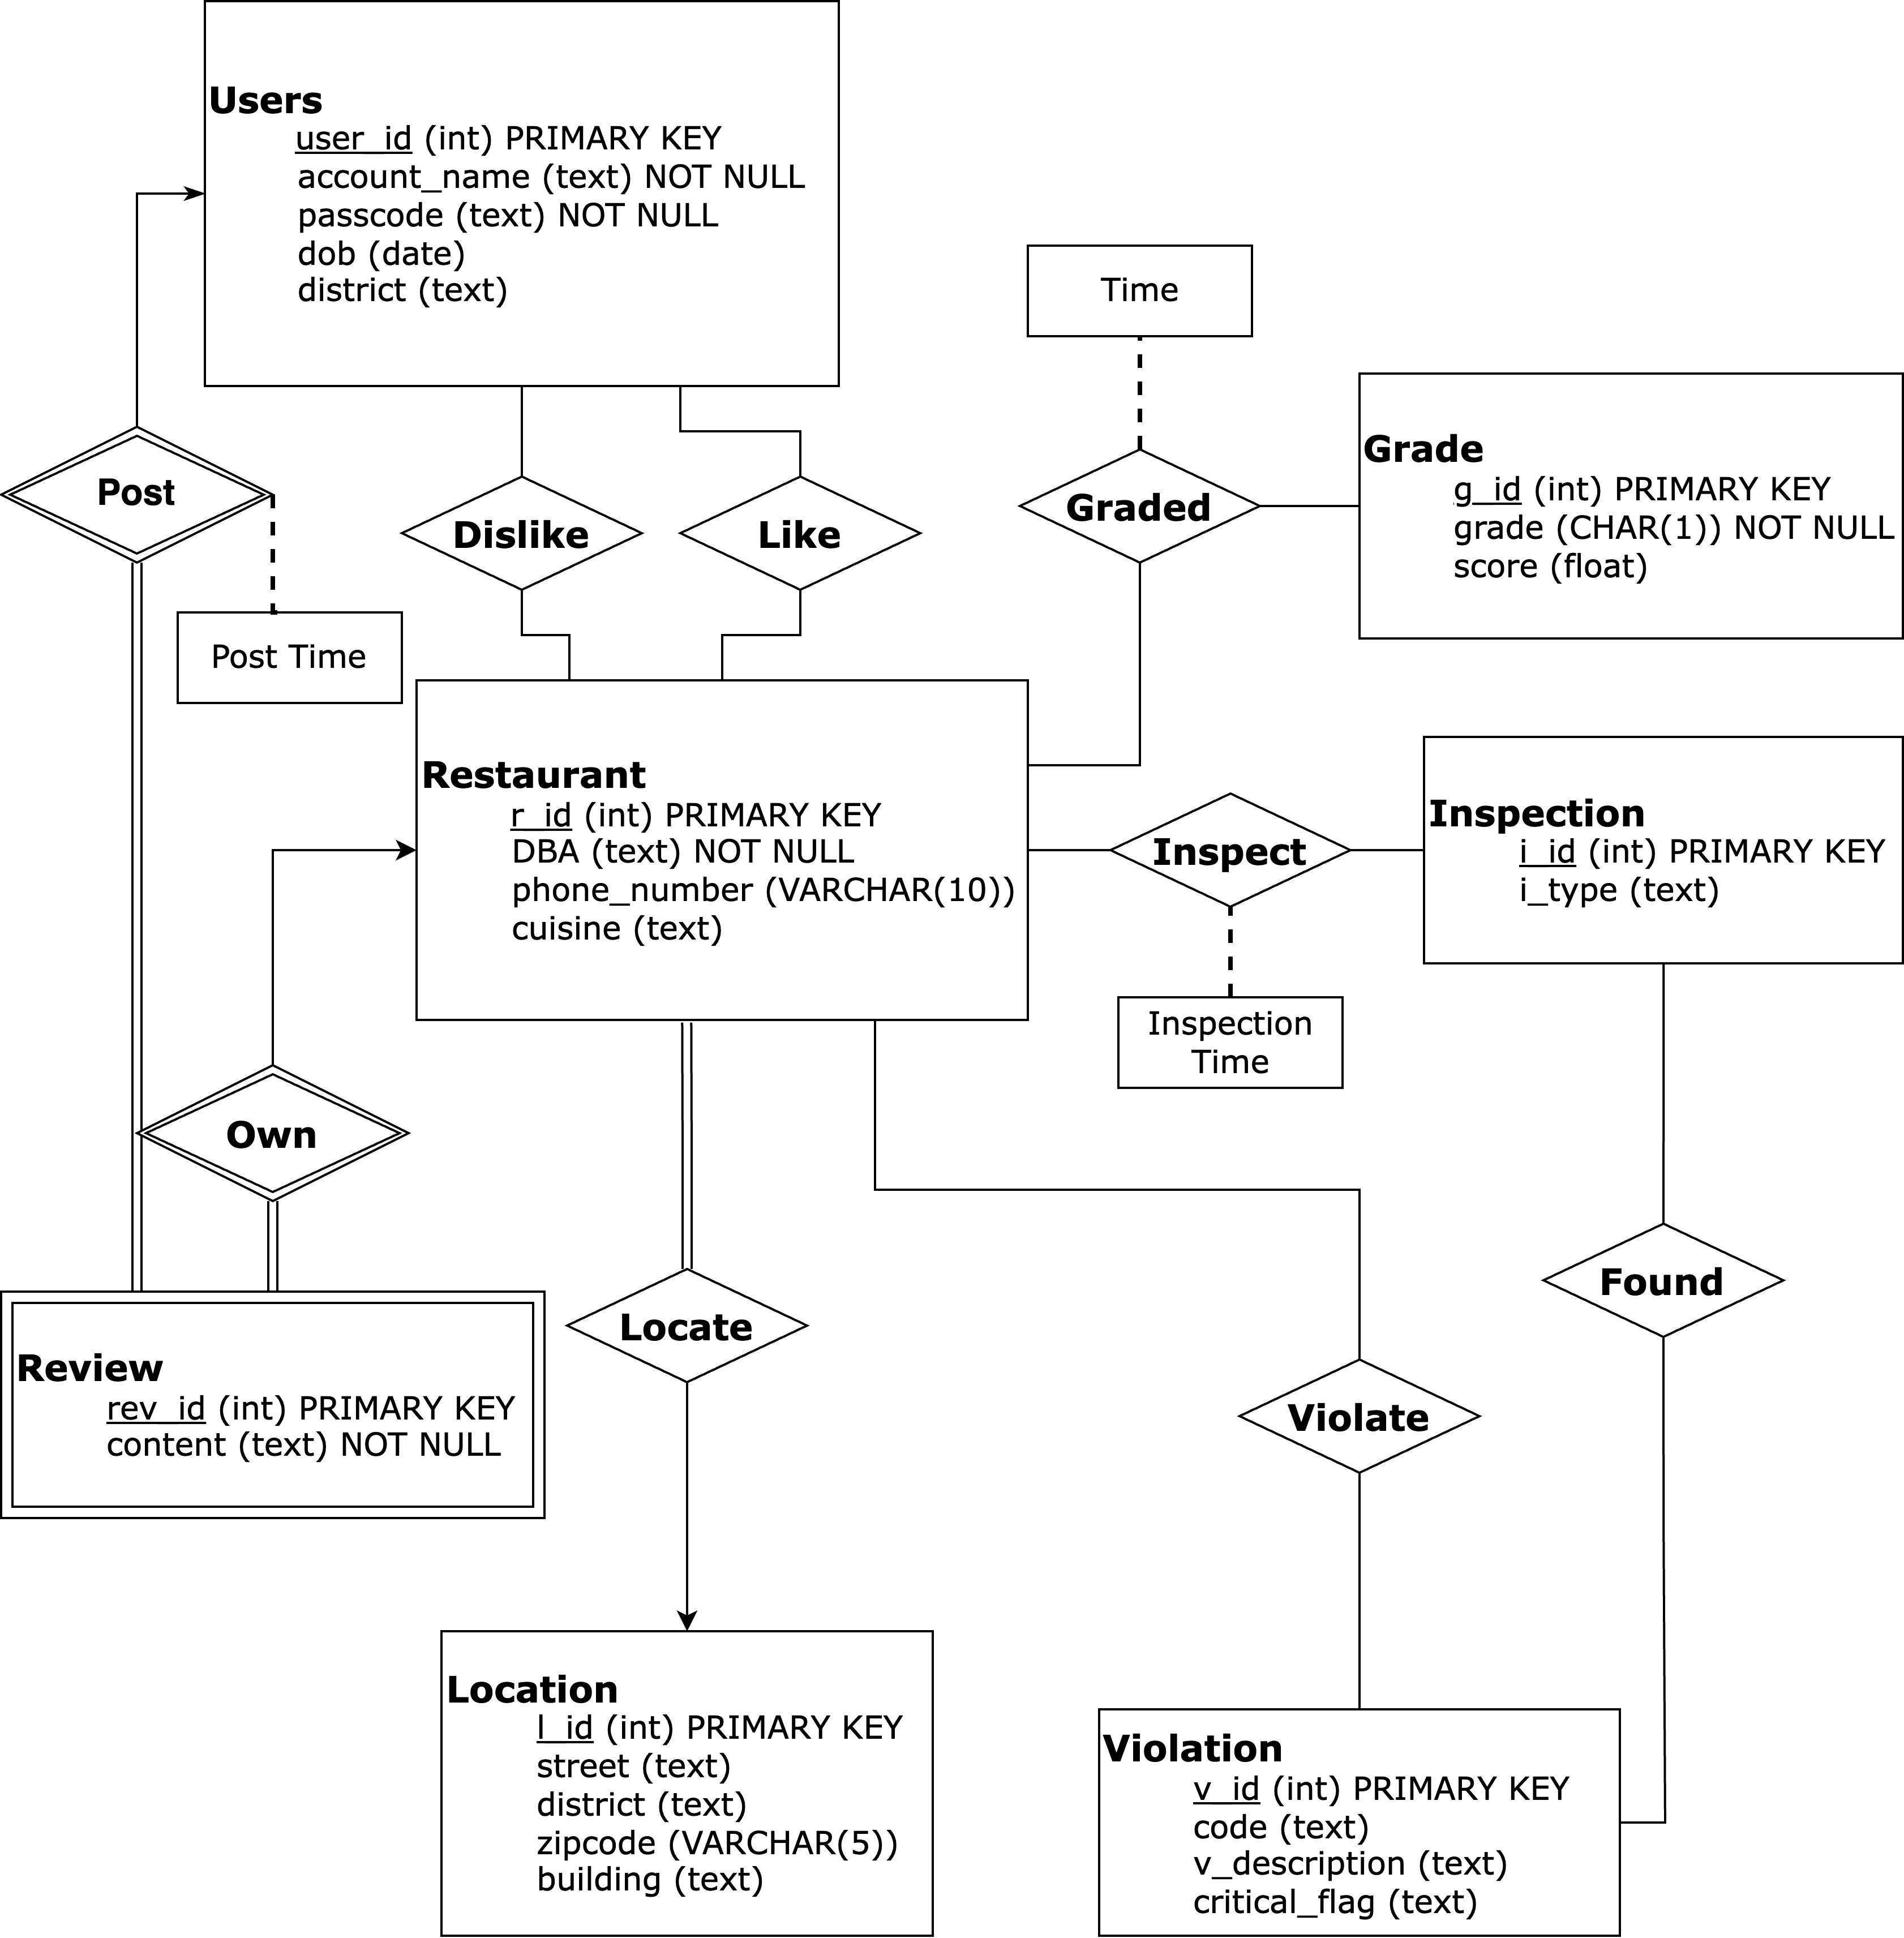 Users
user_id (int) PRIMARY KEY
account_name (text) NOT NULL
passcode (text) NOT NULL
dob (date)
district (text)
Time
Grade
g_id (int) PRIMARY KEY
grade (CHAR(1)) NOT NULL
score (float)
Post
Dislike
Like
Graded
Post Time
Restaurant
r_id (int) PRIMARY KEY
DBA (text) NOT NULL
phone_number (VARCHAR(10))
cuisine (text)
Inspect
Inspection
i_id (int) PRIMARY KEY
i_type (text)
Inspection
Time
Own
Found
Locate
Review
rev_id (int) PRIMARY KEY
content (text) NOT NULL
Violate
Location
l_id (int) PRIMARY KEY
street (text)
district (text)
zipcode (VARCHAR(5))
building (text)
Violation
v_id (int) PRIMARY KEY
code (text)
v_description (text)
critical_flag (text)